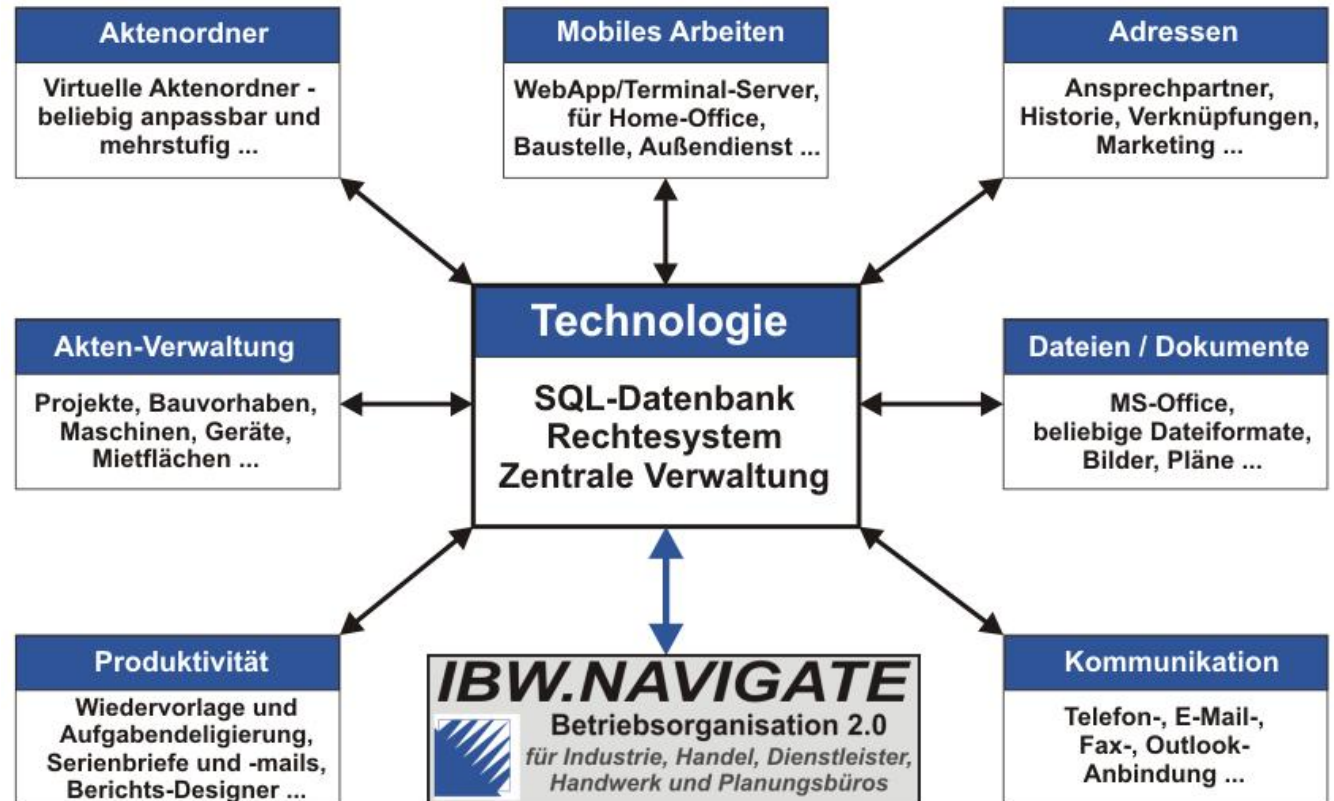 Aktenordner
Virtuelle Aktenordner -
beliebig anpassbar und
mehrstufig ...
Mobiles Arbeiten
WebApp/Terminal-Server,
für Home-Office,
Baustelle, Außendienst ...
Adressen
Ansprechpartner,
Historie, Verknüpfungen,
Marketing ...
Akten-Verwaltung
Projekte, Bauvorhaben,
Maschinen, Geräte,
Mietflächen ...
Technologie
SQL-Datenbank
Rechtesystem
Zentrale Verwaltung
Dateien / Dokumente
MS-Office,
beliebige Dateiformate,
Bilder, Pläne ...
Produktivität
Wiedervorlage und
Aufgabendeligierung,
Serienbriefe und -mails,
Berichts-Designer ...
IBW.NAVIGATE
Betriebsorganisation 2.0
für Industrie, Handel, Dienstleister,
Handwerk und Planungsbüros
Kommunikation
Telefon-, E-Mail-,
Fax-, Outlook-
Anbindung ...